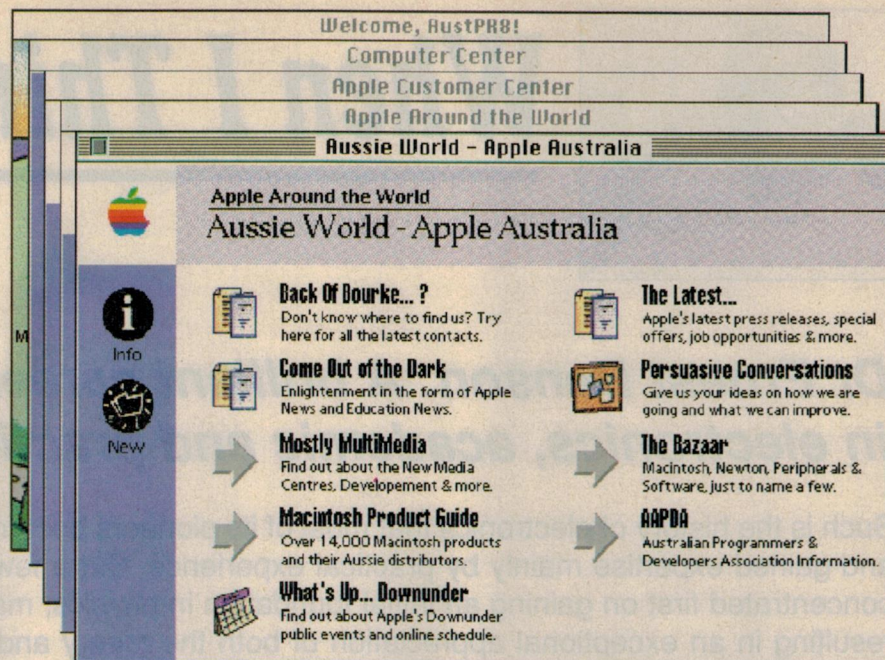 Welcome, AustPR8!
Computer Center
Apple Customer Center
Apple Around the World
Aussie World - Apple Australia
Apple Around the World
Aussie World - Apple Australia
Info
New
Back Of Bourke... ?
Don't know where to find us? Try
here for all the latest contacts.
Come Out of the Dark
Enlightenment in the form of Apple
News and Education News.
Mostly MultiMedia
Find out about the New Media
Centres, Developement & more.
Macintosh Product Guide
Over 14,000 Macintosh products
and their Aussie distributors.
What's Up... Downunder
Find out about Apple's Downunder
public events and online schedule.
The Latest...
Apple's latest press releases, special
offers, job opportunities & more.
Persuasive Conversations
Give us your ideas on how we are
going and what we can improve.
The Bazaar
Macintosh, Newton, Peripherals &
Software, just to name a few.
AAPDA
Australian Programmers &
Developers Association Information.
M